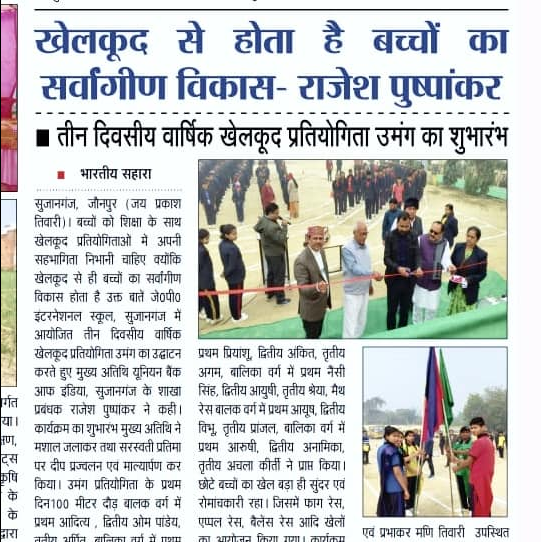 खेलकूद से होता है बच्चों का
सर्वांगीण विकास- राजेश पुष्पांकर
■ तीन दिवसीय वार्षिक खेलकूद प्रतियोगिता उमंग का शुभारंभ
■ भारतीय सहारा
सुजानगंज, जौनपुर (जय प्रकाश
तिवारी)। बच्चों को शिक्षा के साथ
खेलकूद प्रतियोगिताओं में अपनी
सहभागिता निभानी चाहिए क्योंकि
खेलकूद से ही बच्चों का सर्वांगीण
विकास होता है उक्त बातें जे0पी0
इंटरनेशनल स्कूल, सुजानगंज में
आयोजित तीन दिवसीय वार्षिक
खेलकूद प्रतियोगिता उमंग का उद्घाटन
करते हुए मुख्य अतिथि यूनियन बैंक
आफ इंडिया, सुजानगंज के शाखा
प्रबंधक राजेश पुष्पांकर ने कही।
कार्यक्रम का शुभारंभ मुख्य अतिथि ने
मशाल जलाकर तथा सरस्वती प्रतिमा
पर दीप प्रज्वलन एवं माल्यार्पण कर
किया। उमंग प्रतियोगिता के प्रथम
दिन100 मीटर दौड़ बालक वर्ग में
प्रथम आदित्य , द्वितीय ओम पांडेय,
तृतीय अर्पित, बालिका वर्ग में प्रथम
प्रथम प्रियांशू, द्वितीय अंकित, तृतीय
अगम, बालिका वर्ग में प्रथम नैंसी
सिंह, द्वितीय आयुषी, तृतीय श्रेया, मैथ
रेस बालक वर्ग में प्रथम आयूष, द्वितीय
विभू, तृतीय प्रांजल, बालिका वर्ग में
प्रथम आरुषी, द्वितीय अनामिका,
तृतीय अचला कीर्ती ने प्राप्त किया।
छोटे बच्चों का खेल बड़ा ही सुंदर एवं
रोमांचकारी रहा। जिसमें फाग रेस,
एप्पल रेस, बैलेंस रेस आदि खेलों
का आयोजन किया गया। कार्यक्रम
एवं प्रभाकर मणि तिवारी उपस्थित